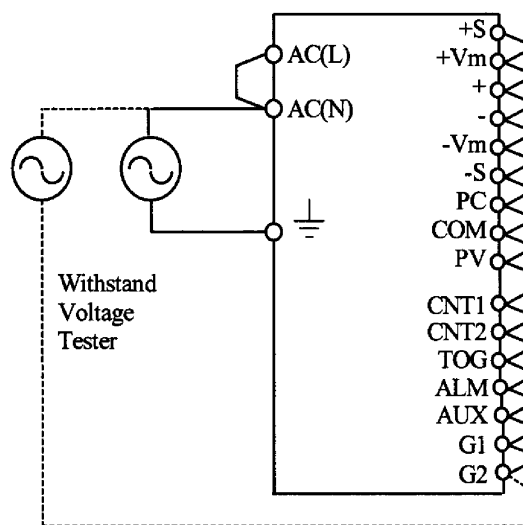 AC(L)
AC(N)
Withstand
Voltage
Tester
+S
+Vm
+
-
-Vm
-S
PC
COM
PV
CNT1
CNT2
TOG
ALM
AUX
G1
G2